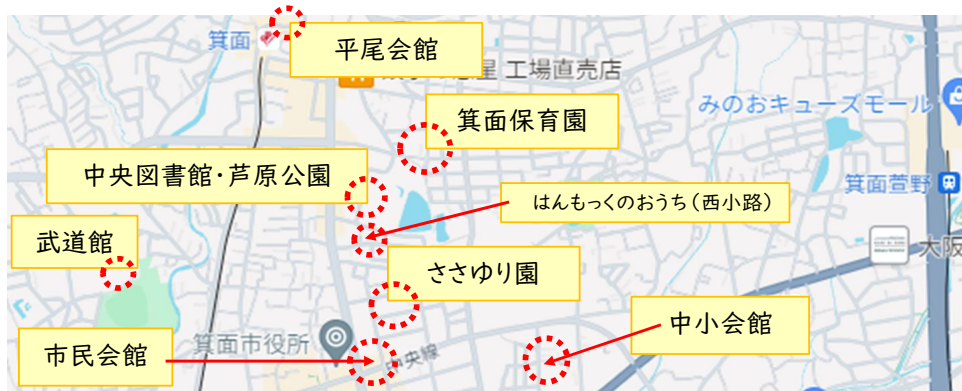 平尾会館
箕面
工場直売店
箕面保育園
みのおキューズモール
中央図書館・芦原公園
はんもっくのおうち(西小路)
箕面萱野
武道館
ささゆり園
大阪
中小会館
箕面市役所
市民会館
中央線